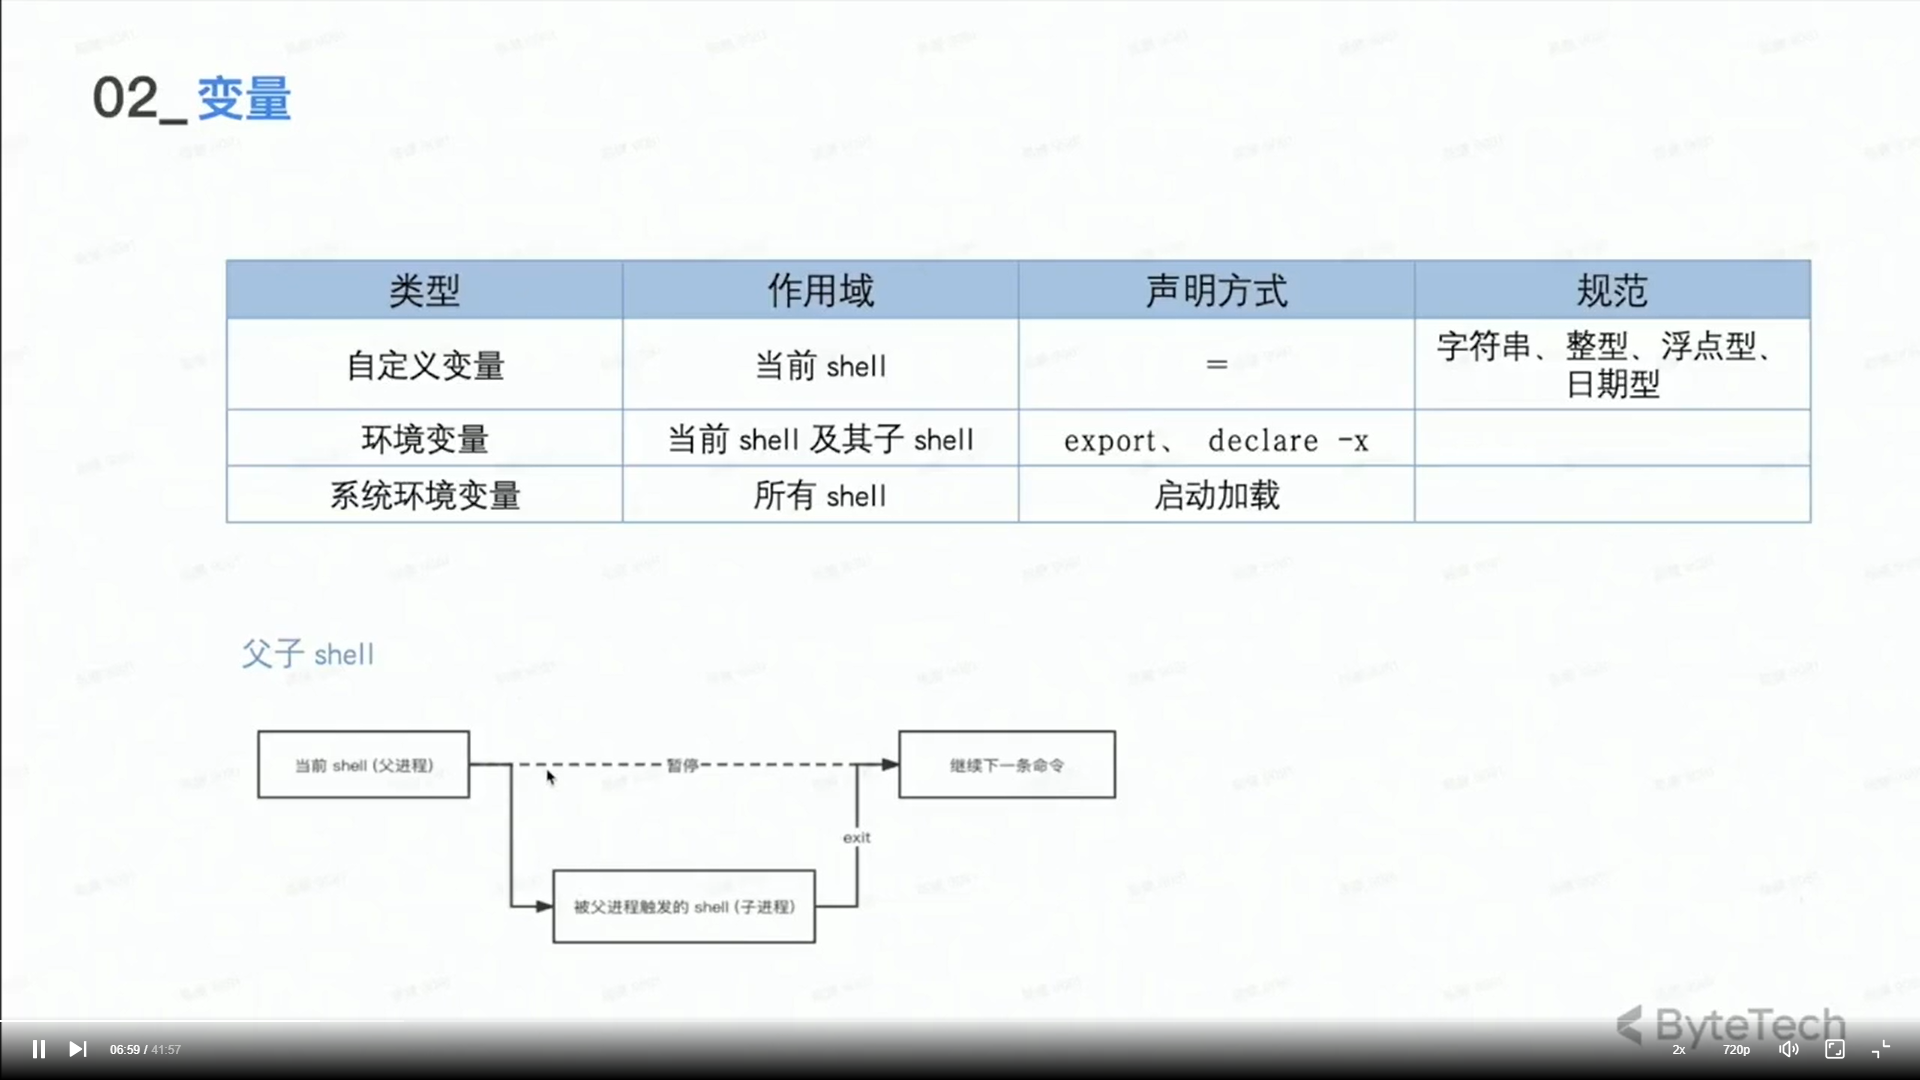 02_变量
类型 作用域 声明方式 规范
自定义变量 当前 shell = 字符串、整型、浮点型、
日期型
环境变量 当前 shell 及其子 shell export、 declare -x
系统环境变量 所有 shell 启动加载
父子 shell
当前 shell (父进程) 暂停 继续下一条命令
exit
被父进程触发的 shell (子进程)
ByteTech
06:59 / 41:57 2x 720p